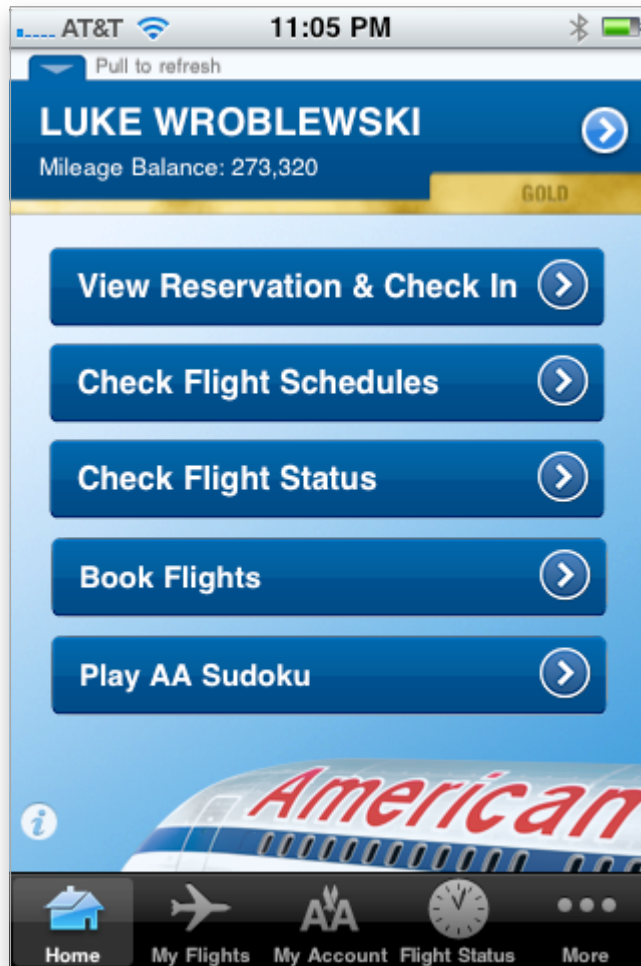 AT&T 11:05 PM
Pull to refresh
LUKE WROBLEWSKI
Mileage Balance: 273,320
GOLD
View Reservation & Check In
Check Flight Schedules
Check Flight Status
Book Flights
Play AA Sudoku
American
i
AA
Home My Flights My Account Flight Status More